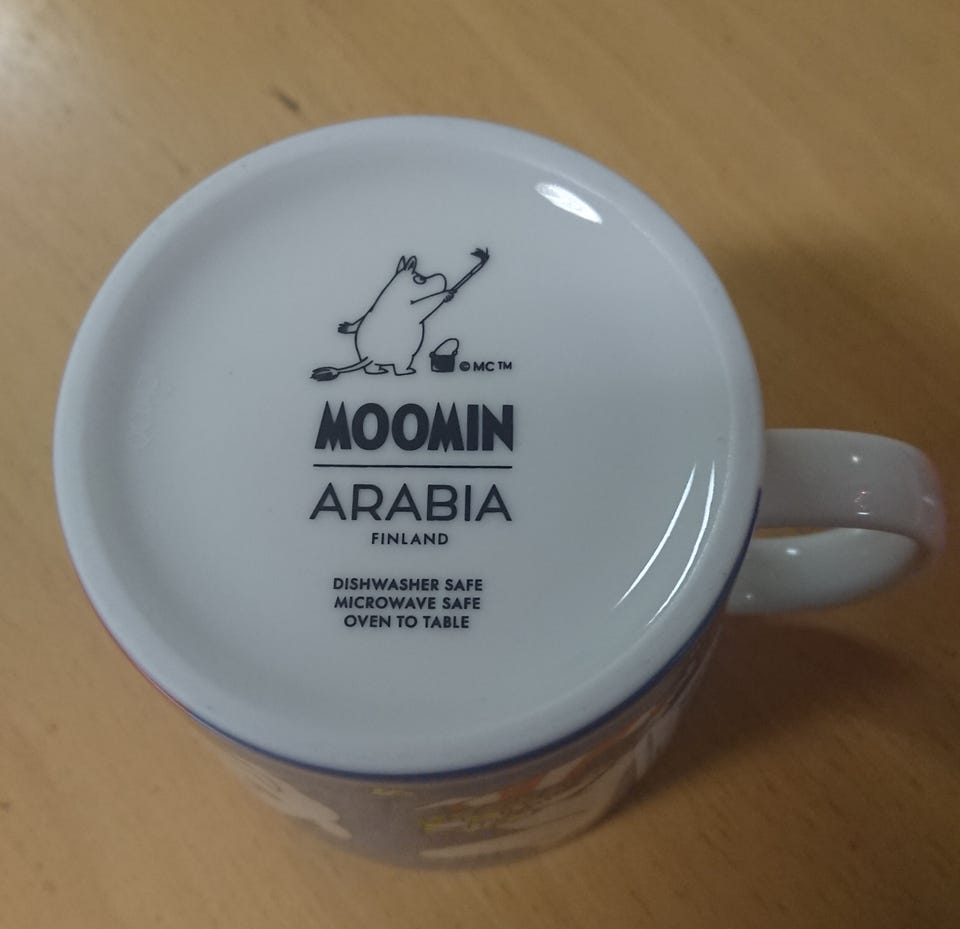 © MC ™
MOOMIN
ARABIA
FINLAND
DISHWASHER SAFE
MICROWAVE SAFE
OVEN TO TABLE